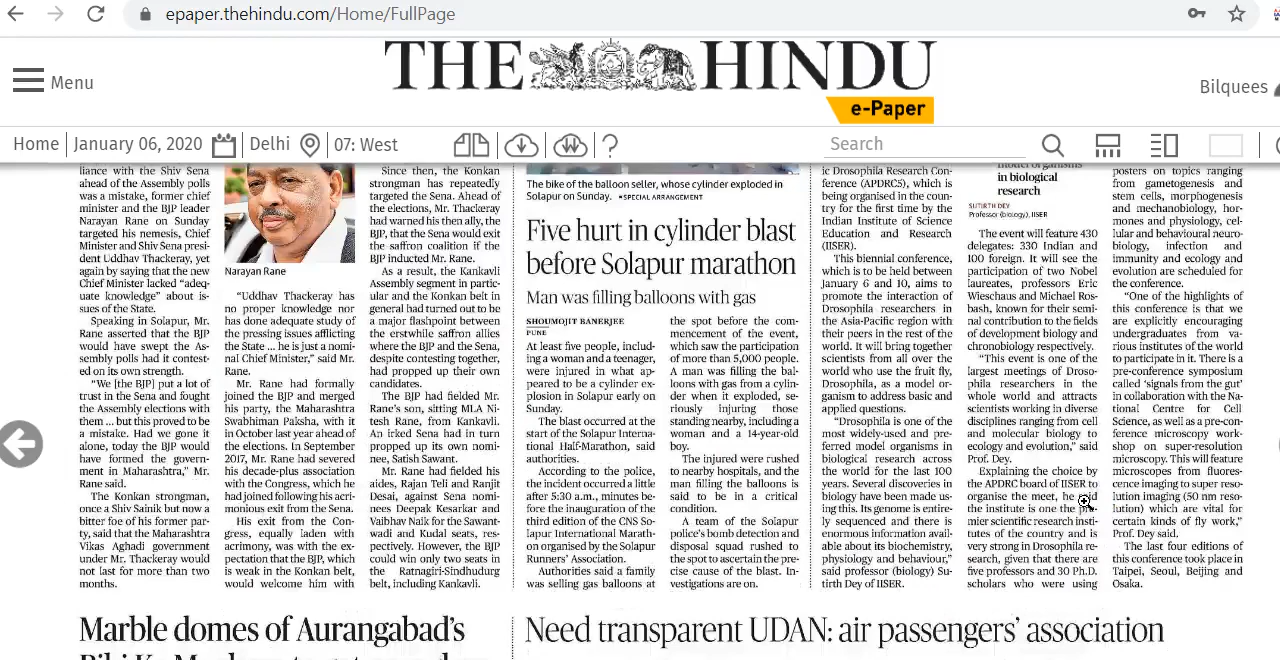 epaper.thehindu.com/Home/FullPage
THE HINDU
e-Paper
Menu
Bilquees
Home
January 06, 2020
Delhi
07: West
?
Search
liance with the Shiv Sena
ahead of the Assembly polls
was a mistake, former chief
minister and the BJP leader
Narayan Rane on Sunday
targeted his nemesis, Chief
Minister and Shiv Sena presi-
dent Uddhav Thackeray, yet
again by saying that the new
Chief Minister lacked “adeq-
uate knowledge” about is-
sues of the State.
Speaking in Solapur, Mr.
Rane asserted that the BJP
would have swept the As-
sembly polls had it contest-
ed on its own strength.
“We [the BJP] put a lot of
trust in the Sena and fought
the Assembly elections with
them ... but this proved to be
a mistake. Had we gone it
alone, today the BJP would
have formed the govern-
ment in Maharashtra,” Mr.
Rane said.
The Konkan strongman,
once a Shiv Sainik but now a
bitter foe of his former par-
ty, said that the Maharashtra
Vikas Aghadi government
under Mr. Thackeray would
not last for more than two
months.
Narayan Rane
“Uddhav Thackeray has
no proper knowledge nor
has done adequate study of
the pressing issues afflicting
the State ... he is just a nomi-
nal Chief Minister,” said Mr.
Rane.
Mr. Rane had formally
joined the BJP and merged
his party, the Maharashtra
Swabhiman Paksha, with it
in October last year ahead of
the elections. In September
2017, Mr. Rane had severed
his decade-plus association
with the Congress, which he
had joined following his acri-
monious exit from the Sena.
His exit from the Con-
gress, equally laden with
acrimony, was with the ex-
pectation that the BJP, which
is weak in the Konkan belt,
would welcome him with
Since then, the Konkan
strongman has repeatedly
targeted the Sena. Ahead of
the elections, Mr. Thackeray
had warned his then ally, the
BJP, that the Sena would exit
the saffron coalition if the
BJP inducted Mr. Rane.
As a result, the Kankavli
Assembly segment in partic-
ular and the Konkan belt in
general had turned out to be
a major flashpoint between
the erstwhile saffron allies
where the BJP and the Sena,
despite contesting together,
had propped up their own
candidates.
The BJP had fielded Mr.
Rane’s son, sitting MLA Ni-
tesh Rane, from Kankavli.
An irked Sena had in turn
propped up its own nomi-
nee, Satish Sawant.
Mr. Rane had fielded his
aides, Rajan Teli and Ranjit
Desai, against Sena nomi-
nees Deepak Kesarkar and
Vaibhav Naik for the Sawant-
wadi and Kudal seats, res-
pectively. However, the BJP
could win only two seats in
the Ratnagiri-Sindhudurg
belt, including Kankavli.
The bike of the balloon seller, whose cylinder exploded in
Solapur on Sunday. ▪SPECIAL ARRANGEMENT
Five hurt in cylinder blast
before Solapur marathon
Man was filling balloons with gas
SHOUMOJIT BANERJEE
PUNE
At least five people, includ-
ing a woman and a teenager,
were injured in what ap-
peared to be a cylinder ex-
plosion in Solapur early on
Sunday.
The blast occurred at the
start of the Solapur Interna-
tional Half-Marathon, said
authorities.
According to the police,
the incident occurred a little
after 5:30 a.m., minutes be-
fore the inauguration of the
third edition of the CNS So-
lapur International Marath-
on organised by the Solapur
Runners’ Association.
Authorities said a family
was selling gas balloons at
the spot before the com-
mencement of the event,
which saw the participation
of more than 5,000 people.
A man was filling the bal-
loons with gas from a cylin-
der when it exploded, se-
riously injuring those
standing nearby, including a
woman and a 14-year-old
boy.
The injured were rushed
to nearby hospitals, and the
man filling the balloons is
said to be in a critical
condition.
A team of the Solapur
police’s bomb detection and
disposal squad rushed to
the spot to ascertain the pre-
cise cause of the blast. In-
vestigations are on.
ic Drosophila Research Con-
ference (APDRC5), which is
being organised in the coun-
try for the first time by the
Indian Institute of Science
Education and Research
(IISER).
This biennial conference,
which is to be held between
January 6 and 10, aims to
promote the interaction of
Drosophila researchers in
the Asia-Pacific region with
their peers in the rest of the
world. It will bring together
scientists from all over the
world who use the fruit fly,
Drosophila, as a model or-
ganism to address basic and
applied questions.
“Drosophila is one of the
most widely-used and pre-
ferred model organisms in
biological research across
the world for the last 100
years. Several discoveries in
biology have been made us-
ing this. Its genome is entire-
ly sequenced and there is
enormous information avail-
able about its biochemistry,
physiology and behaviour,”
said professor (biology) Su-
tirth Dey of IISER.
model organisms
in biological
research
SUTIRTH DEY
Professor (biology), IISER
The event will feature 430
delegates: 330 Indian and
100 foreign. It will see the
participation of two Nobel
laureates, professors Eric
Wieschaus and Michael Ros-
bash, known for their semi-
nal contribution to the fields
of development biology and
chronobiology respectively.
“This event is one of the
largest meetings of Droso-
phila researchers in the
whole world and attracts
scientists working in diverse
disciplines ranging from cell
and molecular biology to
ecology and evolution,” said
Prof. Dey.
Explaining the choice by
the APDRC board of IISER to
organise the meet, he said
the institute is one the pre-
mier scientific research insti-
tutes of the country and is
very strong in Drosophila re-
search, given that there are
five professors and 30 Ph.D.
scholars who were using
posters on topics ranging
from gametogenesis and
stem cells, morphogenesis
and mechanobiology, hor-
mones and physiology, cel-
lular and behavioural neuro-
biology, infection and
immunity and ecology and
evolution are scheduled for
the conference.
“One of the highlights of
this conference is that we
are explicitly encouraging
undergraduates from va-
rious institutes of the world
to participate in it. There is a
pre-conference symposium
called ‘signals from the gut’
in collaboration with the Na-
tional Centre for Cell
Science, as well as a pre-con-
ference microscopy work-
shop on super-resolution
microscopy. This will feature
microscopes from fluores-
cence imaging to super reso-
lution imaging (50 nm reso-
lution) which are vital for
certain kinds of fly work,”
Prof. Dey said.
The last four editions of
this conference took place in
Taipei, Seoul, Beijing and
Osaka.
Marble domes of Aurangabad’s
Need transparent UDAN: air passengers’ association